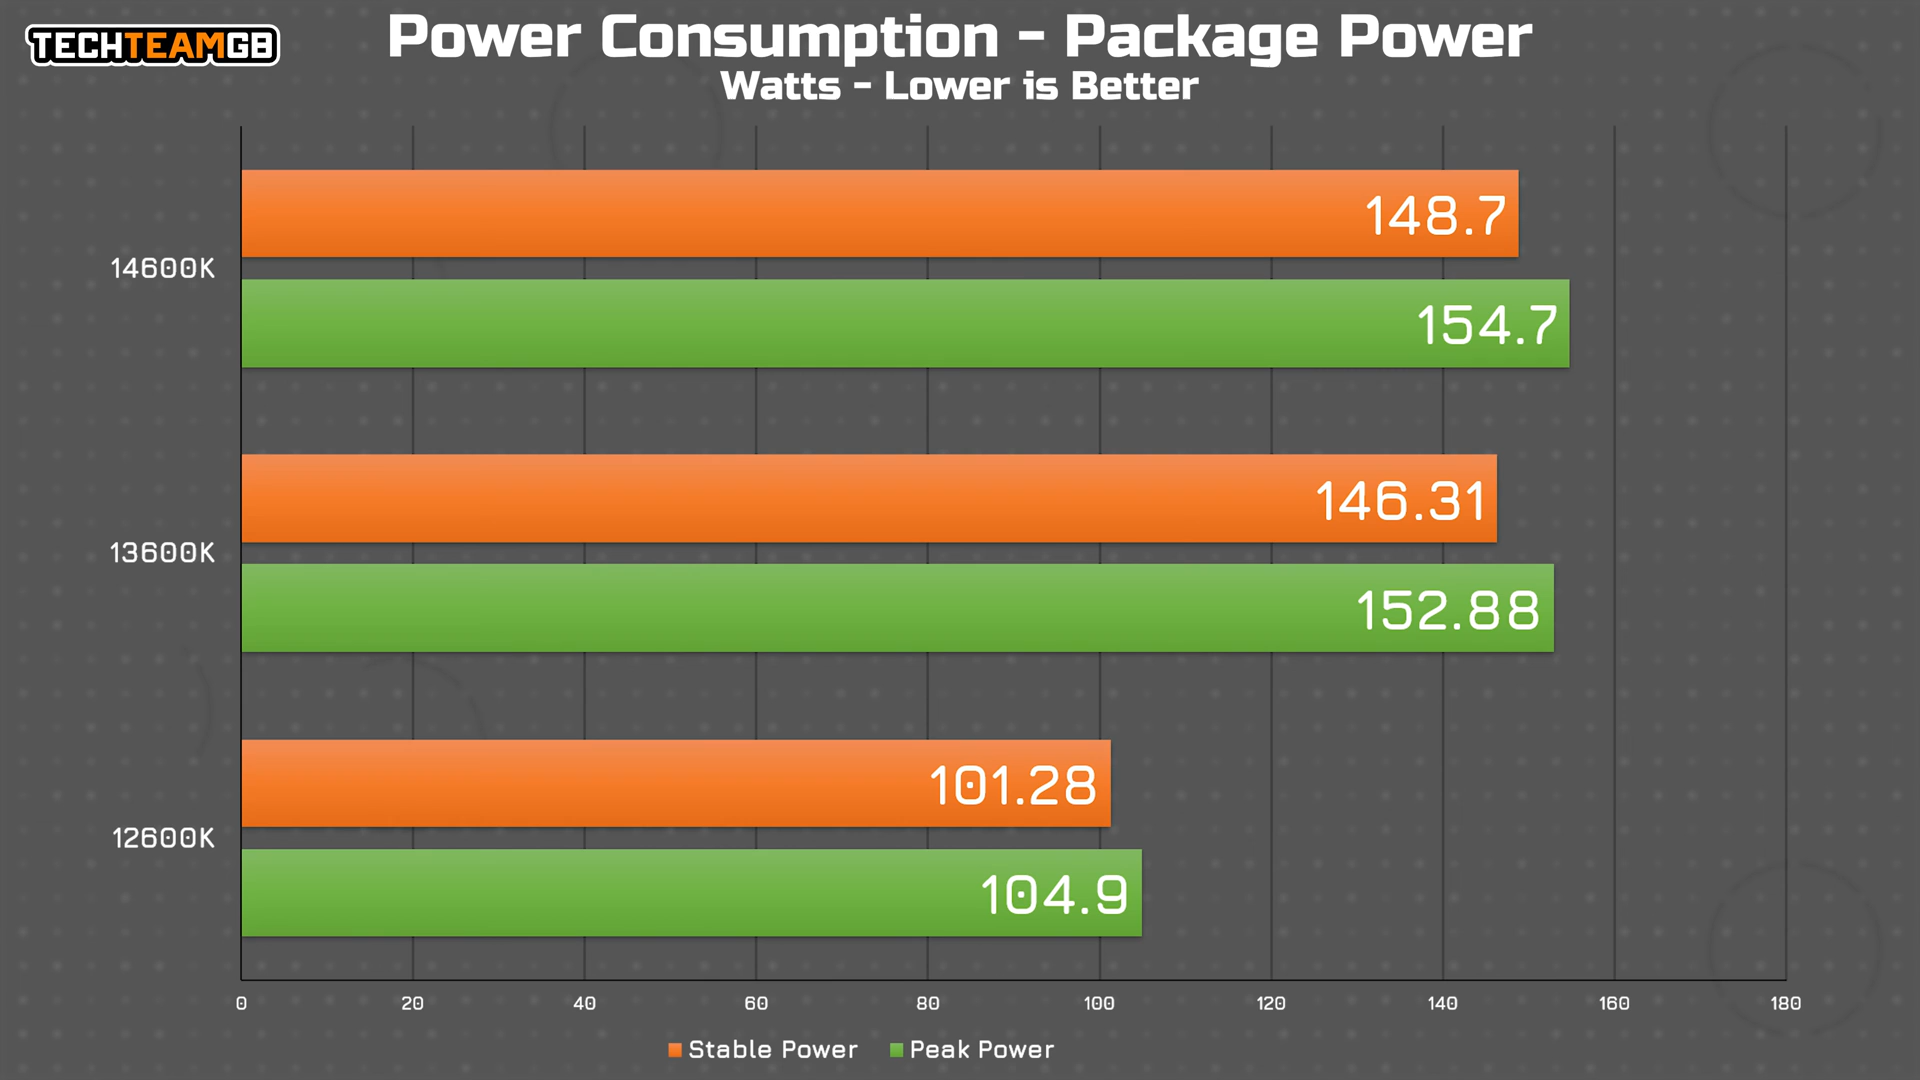 TECHTEAMGB
Power Consumption - Package Power
Watts - Lower is Better
14600K
148.7
154.7
13600K
146.31
152.88
12600K
101.28
104.9
0 20 40 60 80 100 120 140 160 180
Stable Power Peak Power